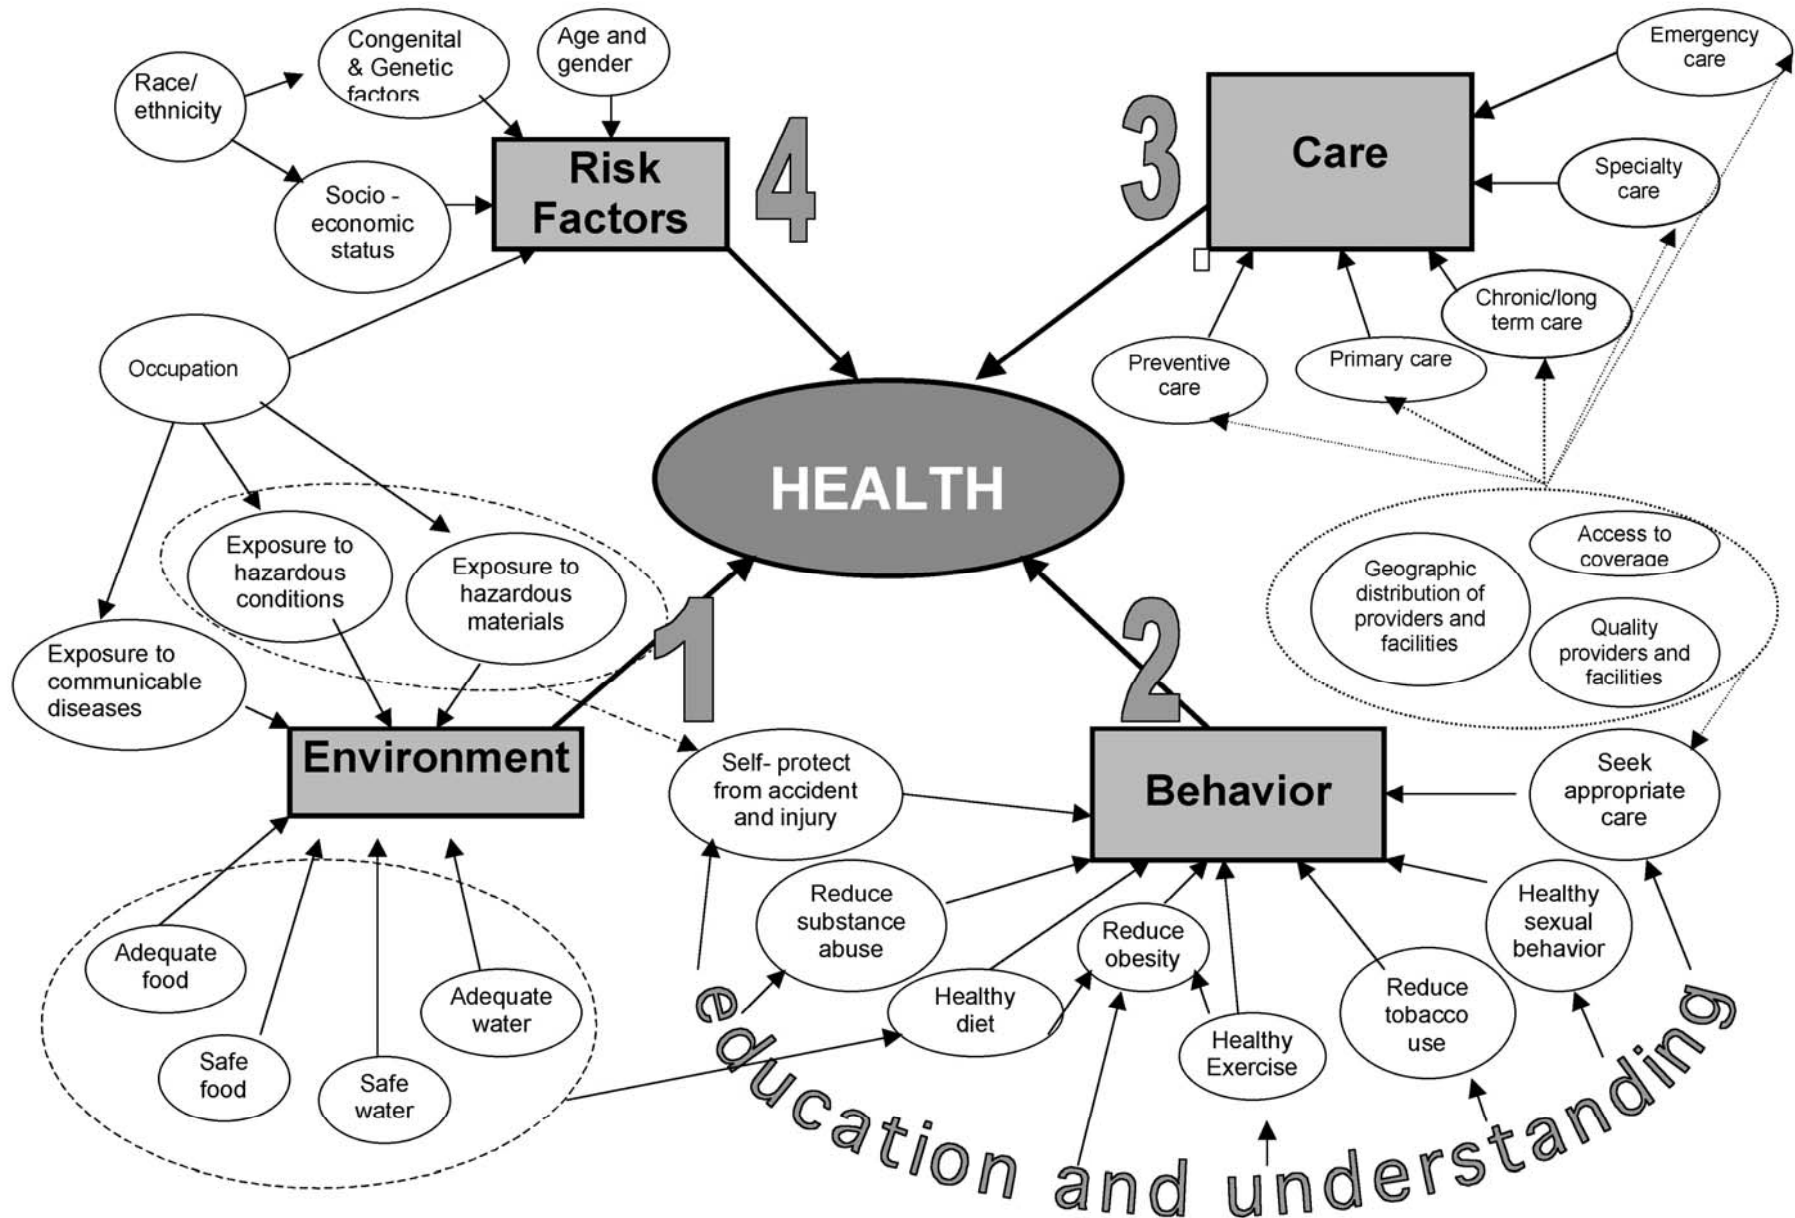 Race/
ethnicity
Congenital
& Genetic
factors
Age and
gender
Risk
Factors
4
Socio -
economic
status
Occupation
3
Care
Emergency
care
Specialty
care
Chronic/long
term care
Primary care
Preventive
care
HEALTH
Exposure to
hazardous
conditions
Exposure to
hazardous
materials
Exposure to
communicable
diseases
1
Environment
Adequate
food
Safe
food
Safe
water
Adequate
water
2
Behavior
Geographic
distribution of
providers and
facilities
Access to
coverage
Quality
providers and
facilities
Self- protect
from accident
and injury
Seek
appropriate
care
Reduce
substance
abuse
Healthy
diet
Reduce
obesity
Healthy
Exercise
Reduce
tobacco
use
Healthy
sexual
behavior
education and understanding